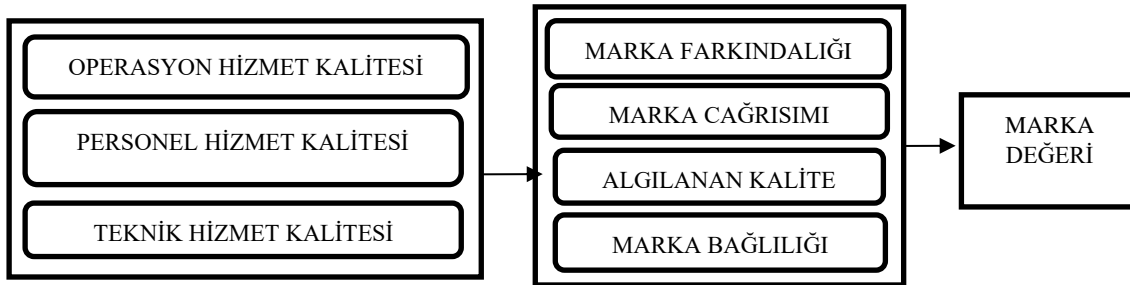 OPERASYON HİZMET KALİTESİ
PERSONEL HİZMET KALİTESİ
TEKNİK HİZMET KALİTESİ
MARKA FARKINDALIĞI
MARKA CAĞRISIMI
ALGILANAN KALİTE
MARKA BAĞLILIĞI
MARKA
DEĞERİ